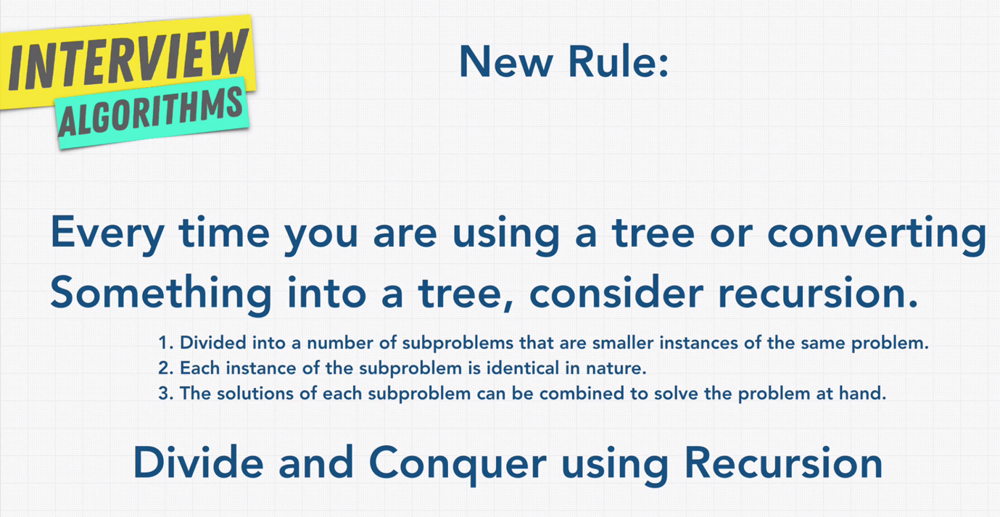 INTERVIEW
ALGORITHMS
New Rule:
Every time you are using a tree or converting
Something into a tree, consider recursion.
1. Divided into a number of subproblems that are smaller instances of the same problem.
2. Each instance of the subproblem is identical in nature.
3. The solutions of each subproblem can be combined to solve the problem at hand.
Divide and Conquer using Recursion